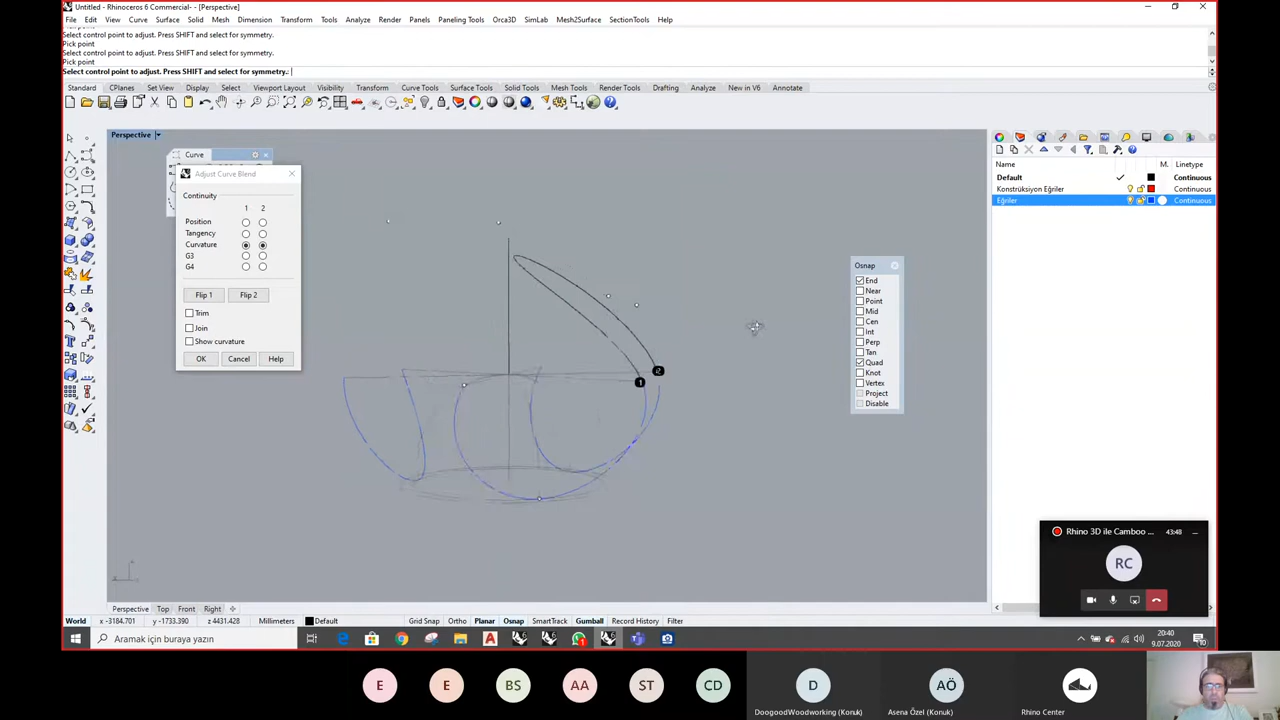 Untitled - Rhinoceros 6 Commercial- - [Perspective]
File Edit View Curve Surface Solid Mesh Dimension Transform Tools Analyze Render Panels Paneling Tools Orca3D SimLab Mesh2Surface SectionTools Help
Select control point to adjust. Press SHIFT and select for symmetry.
Pick point
Select control point to adjust. Press SHIFT and select for symmetry.
Pick point
Select control point to adjust. Press SHIFT and select for symmetry.:
Standard CPlanes Set View Display Select Viewport Layout Visibility Transform Curve Tools Surface Tools Solid Tools Mesh Tools Render Tools Drafting Analyze New in V6 Annotate
Perspective
Curve
Adjust Curve Blend
Continuity
1 2
Position
Tangency
Curvature
G3
G4
Flip 1 Flip 2
Trim
Join
Show curvature
OK Cancel Help
1
2
Osnap
End
Near
Point
Mid
Cen
Int
Perp
Tan
Quad
Knot
Vertex
Project
Disable
Name M. Linetype
Default Continuous
Konstrüksiyon Eğriler Continuous
Eğriler Continuous
Rhino 3D ile Camboo ... 43:48
RC
Perspective Top Front Right
World x -3184.701 y -1733.390 z 4431.428 Millimeters Default Grid Snap Ortho Planar Osnap SmartTrack Gumball Record History Filter
Aramak için buraya yazın
20:40
9.07.2020
E E BS AA ST CD D AÖ
DoogoodWoodworking (Konuk) Asena Özel (Konuk) Rhino Center